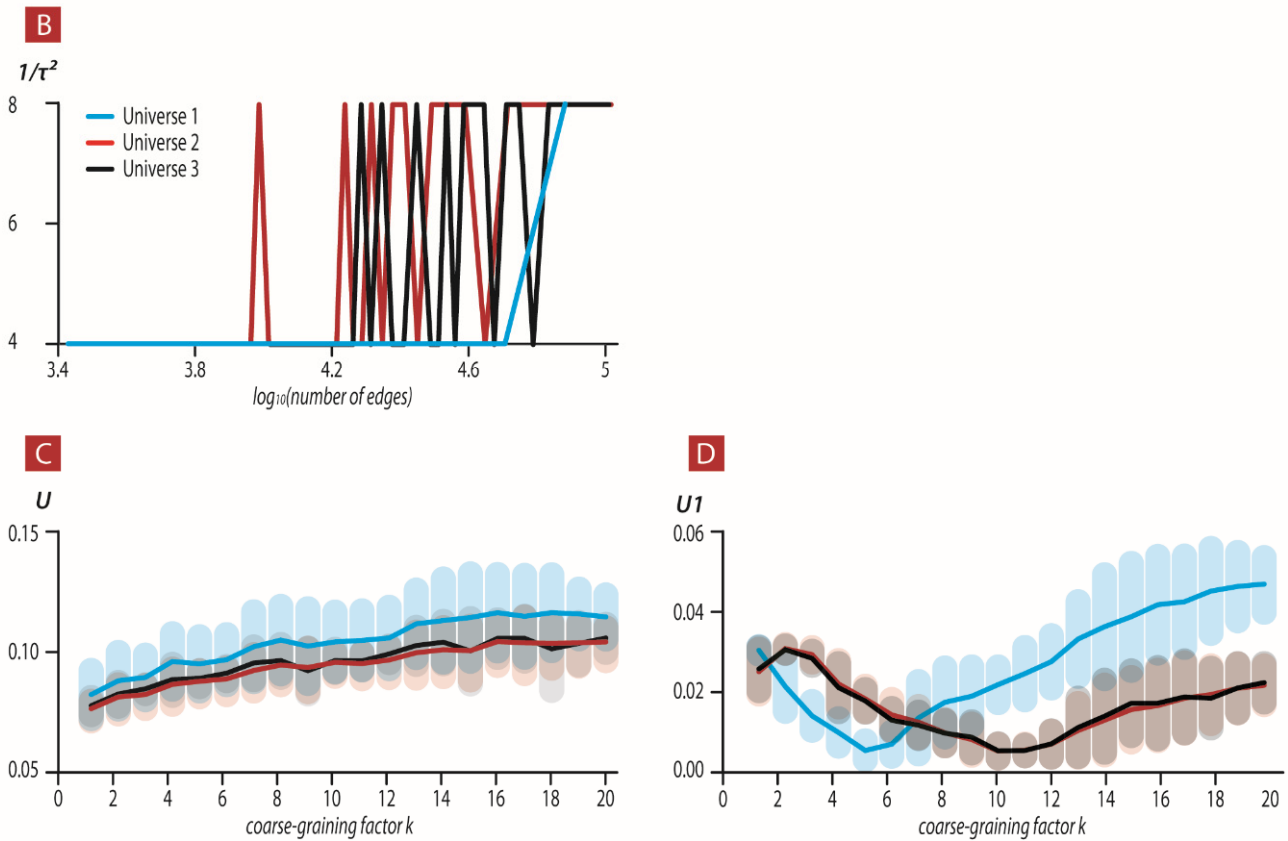 B
1/τ²
8
6
4
Universe 1
Universe 2
Universe 3
3.4 3.8 4.2 4.6 5
log₁₀(number of edges)
C
U
0.15
0.10
0.05
0 2 4 6 8 10 12 14 16 18 20
coarse-graining factor k
D
U1
0.06
0.04
0.02
0.00
0 2 4 6 8 10 12 14 16 18 20
coarse-graining factor k